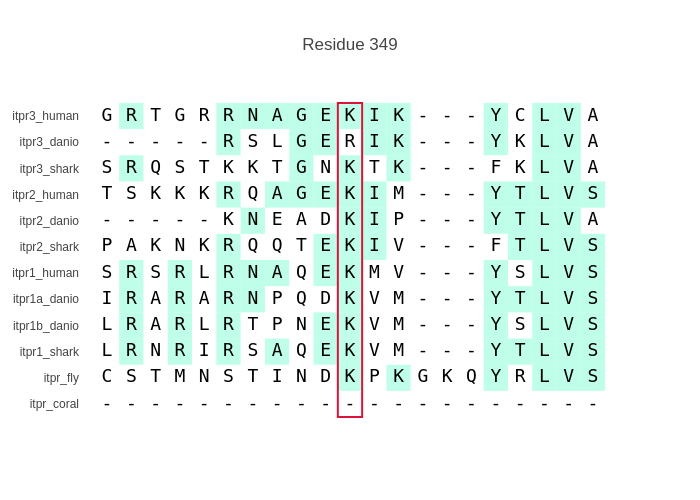 Residue 349
itpr3_human G R T G R R N A G E K I K - - - Y C L V A
itpr3_danio - - - - - R S L G E R I K - - - Y K L V A
itpr3_shark S R Q S T K K T G N K T K - - - F K L V A
itpr2_human T S K K K R Q A G E K I M - - - Y T L V S
itpr2_danio - - - - - K N E A D K I P - - - Y T L V A
itpr2_shark P A K N K R Q Q T E K I V - - - F T L V S
itpr1_human S R S R L R N A Q E K M V - - - Y S L V S
itpr1a_danio I R A R A R N P Q D K V M - - - Y T L V S
itpr1b_danio L R A R L R T P N E K V M - - - Y S L V S
itpr1_shark L R N R I R S A Q E K V M - - - Y T L V S
itpr_fly C S T M N S T I N D K P K G K Q Y R L V S
itpr_coral - - - - - - - - - - - - - - - - - - - - -